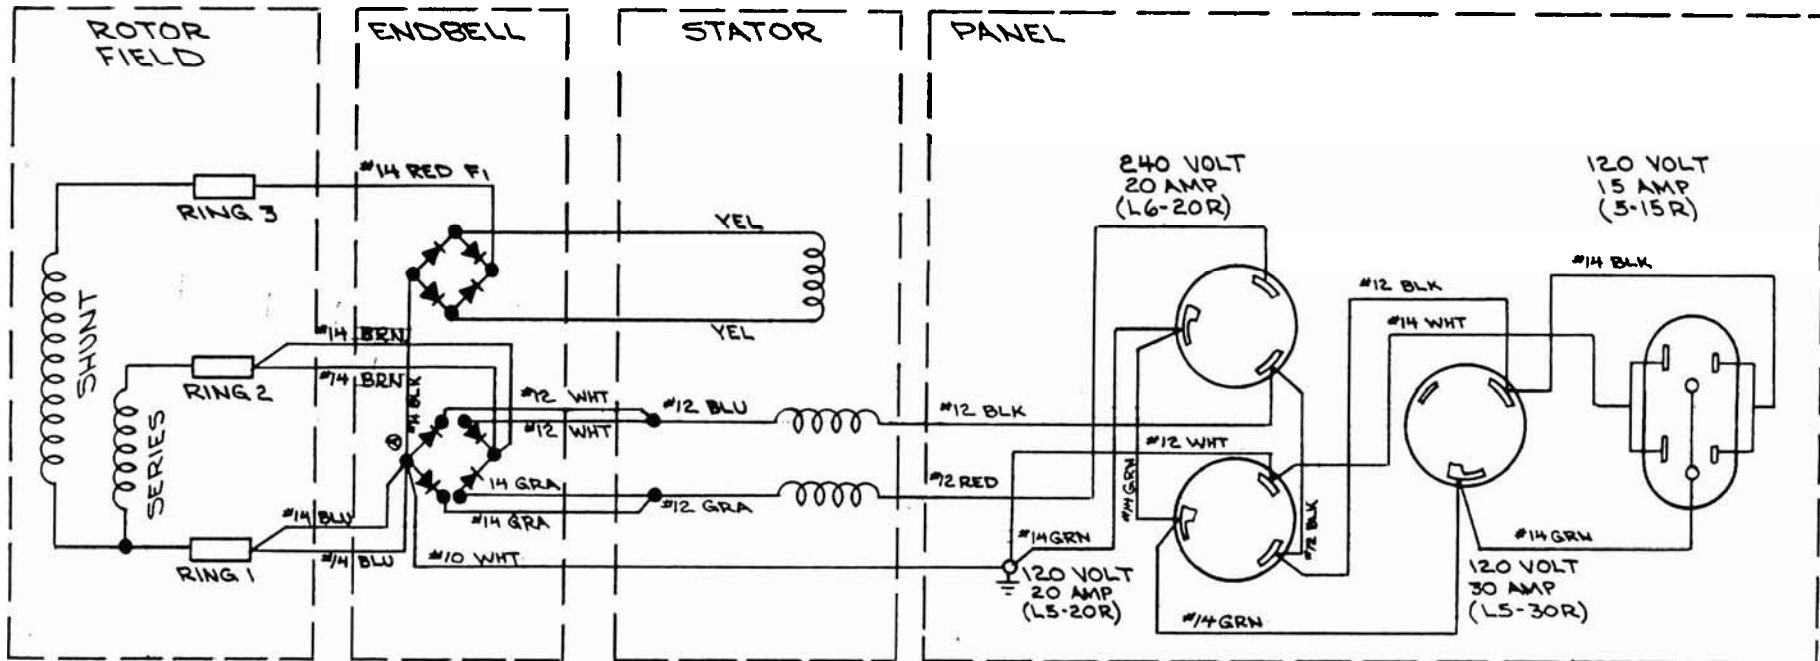 ROTOR
FIELD
ENDBELL
STATOR
PANEL
#14 RED F1
RING 3
YEL
YEL
240 VOLT
20 AMP
(L6-20R)
120 VOLT
15 AMP
(5-15R)
#14 BLK
#12 BLK
#14 WHT
SHUNT
#14 BRN
#14 BRN
RING 2
#14 BLK
SERIES
A
#12 WHT
#12 WHT
#12 BLU
#12 BLK
#12 WHT
14 GRA
#14 GRA
#12 GRA
#12 RED
#14 GRN
#12 BLK
#14 BLU
#14 BLU
RING 1
#10 WHT
#14 GRN
120 VOLT
20 AMP
(L5-20R)
#14 GRN
#14 GRN
120 VOLT
30 AMP
(L5-30R)